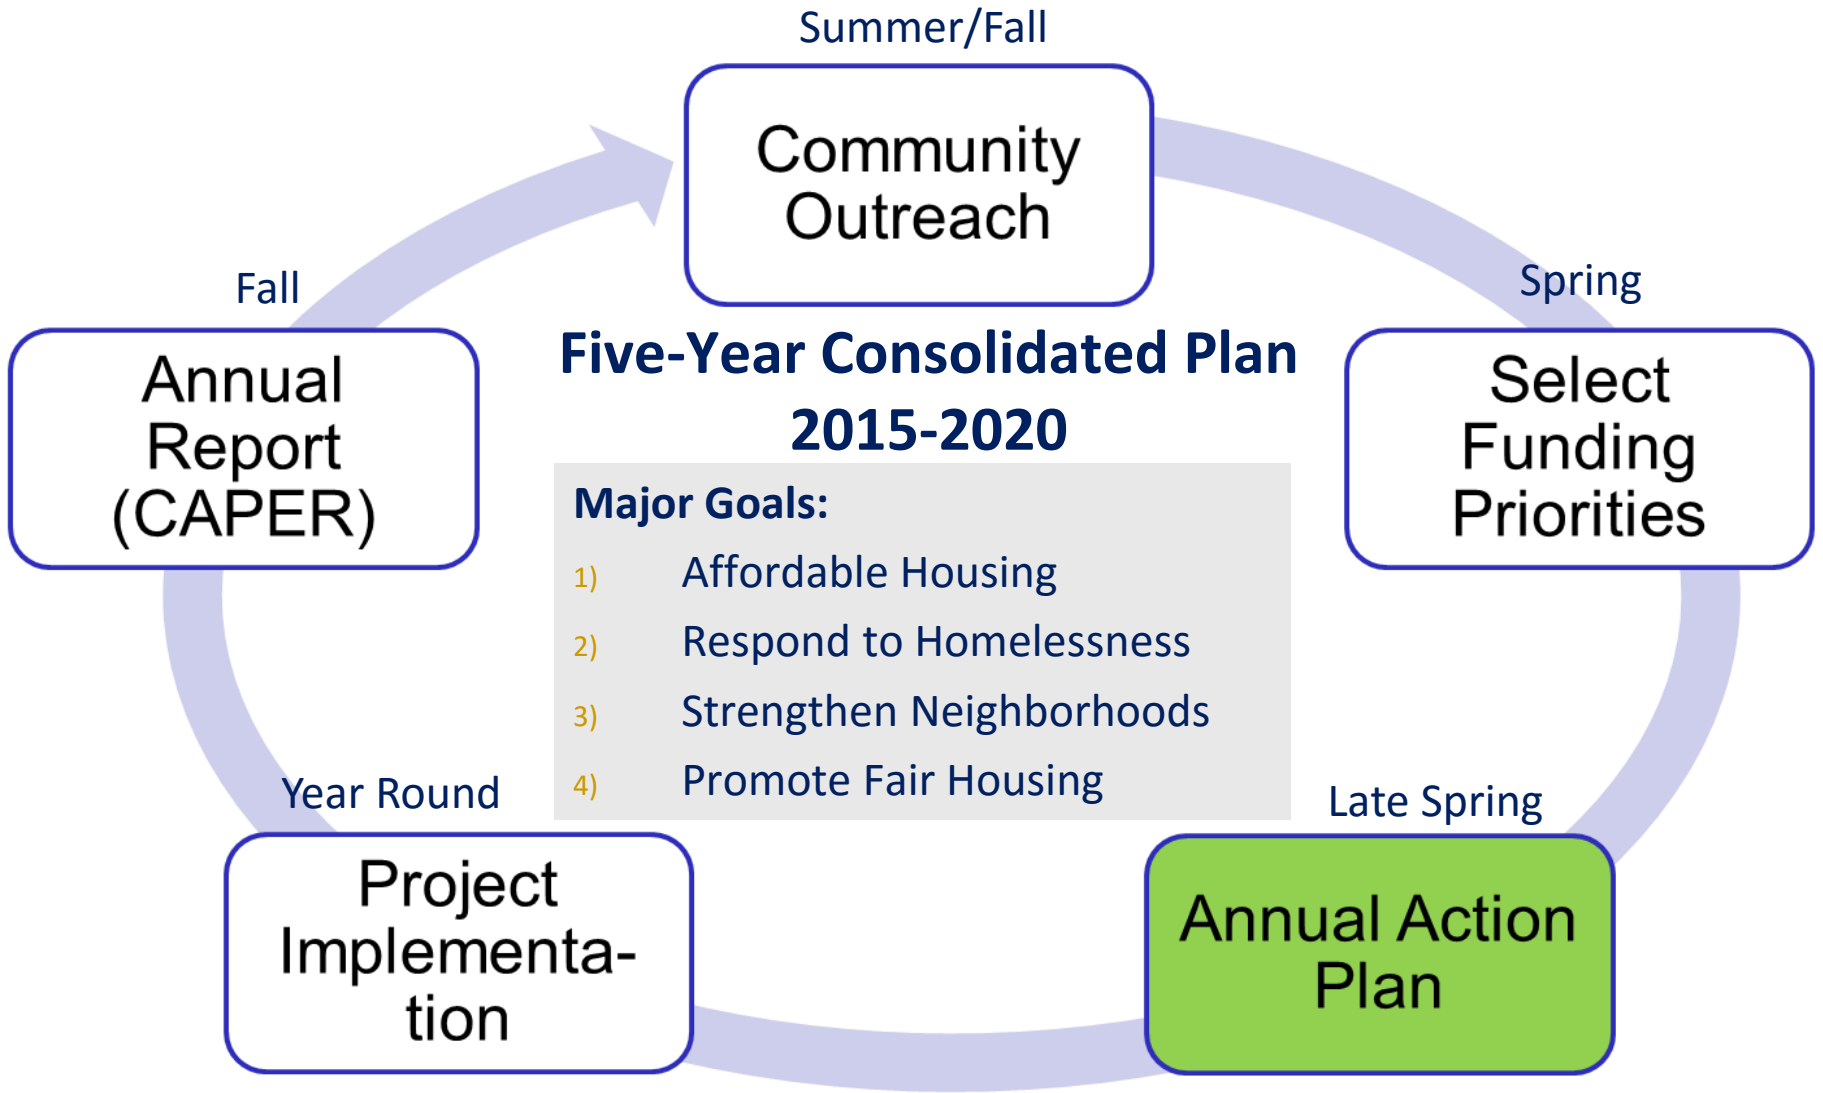 Summer/Fall
Community
Outreach
Spring
Select
Funding
Priorities
Late Spring
Annual Action
Plan
Year Round
Project
Implementa-
tion
Fall
Annual
Report
(CAPER)
Five-Year Consolidated Plan
2015-2020
Major Goals:
1) Affordable Housing
2) Respond to Homelessness
3) Strengthen Neighborhoods
4) Promote Fair Housing